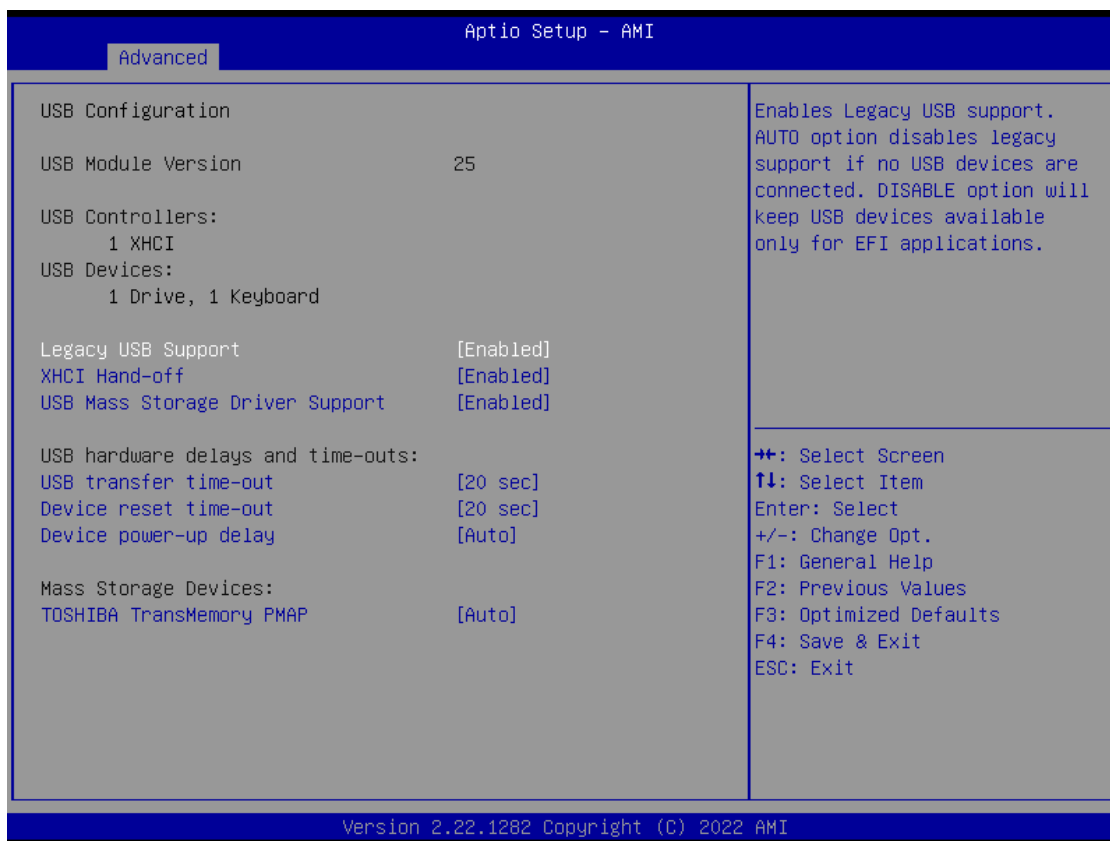 Aptio Setup – AMI
Advanced
USB Configuration
USB Module Version 25
USB Controllers:
1 XHCI
USB Devices:
1 Drive, 1 Keyboard
Legacy USB Support [Enabled]
XHCI Hand-off [Enabled]
USB Mass Storage Driver Support [Enabled]
USB hardware delays and time-outs:
USB transfer time-out [20 sec]
Device reset time-out [20 sec]
Device power-up delay [Auto]
Mass Storage Devices:
TOSHIBA TransMemory PMAP [Auto]
Enables Legacy USB support.
AUTO option disables legacy
support if no USB devices are
connected. DISABLE option will
keep USB devices available
only for EFI applications.
→←: Select Screen
↑↓: Select Item
Enter: Select
+/-: Change Opt.
F1: General Help
F2: Previous Values
F3: Optimized Defaults
F4: Save & Exit
ESC: Exit
Version 2.22.1282 Copyright (C) 2022 AMI